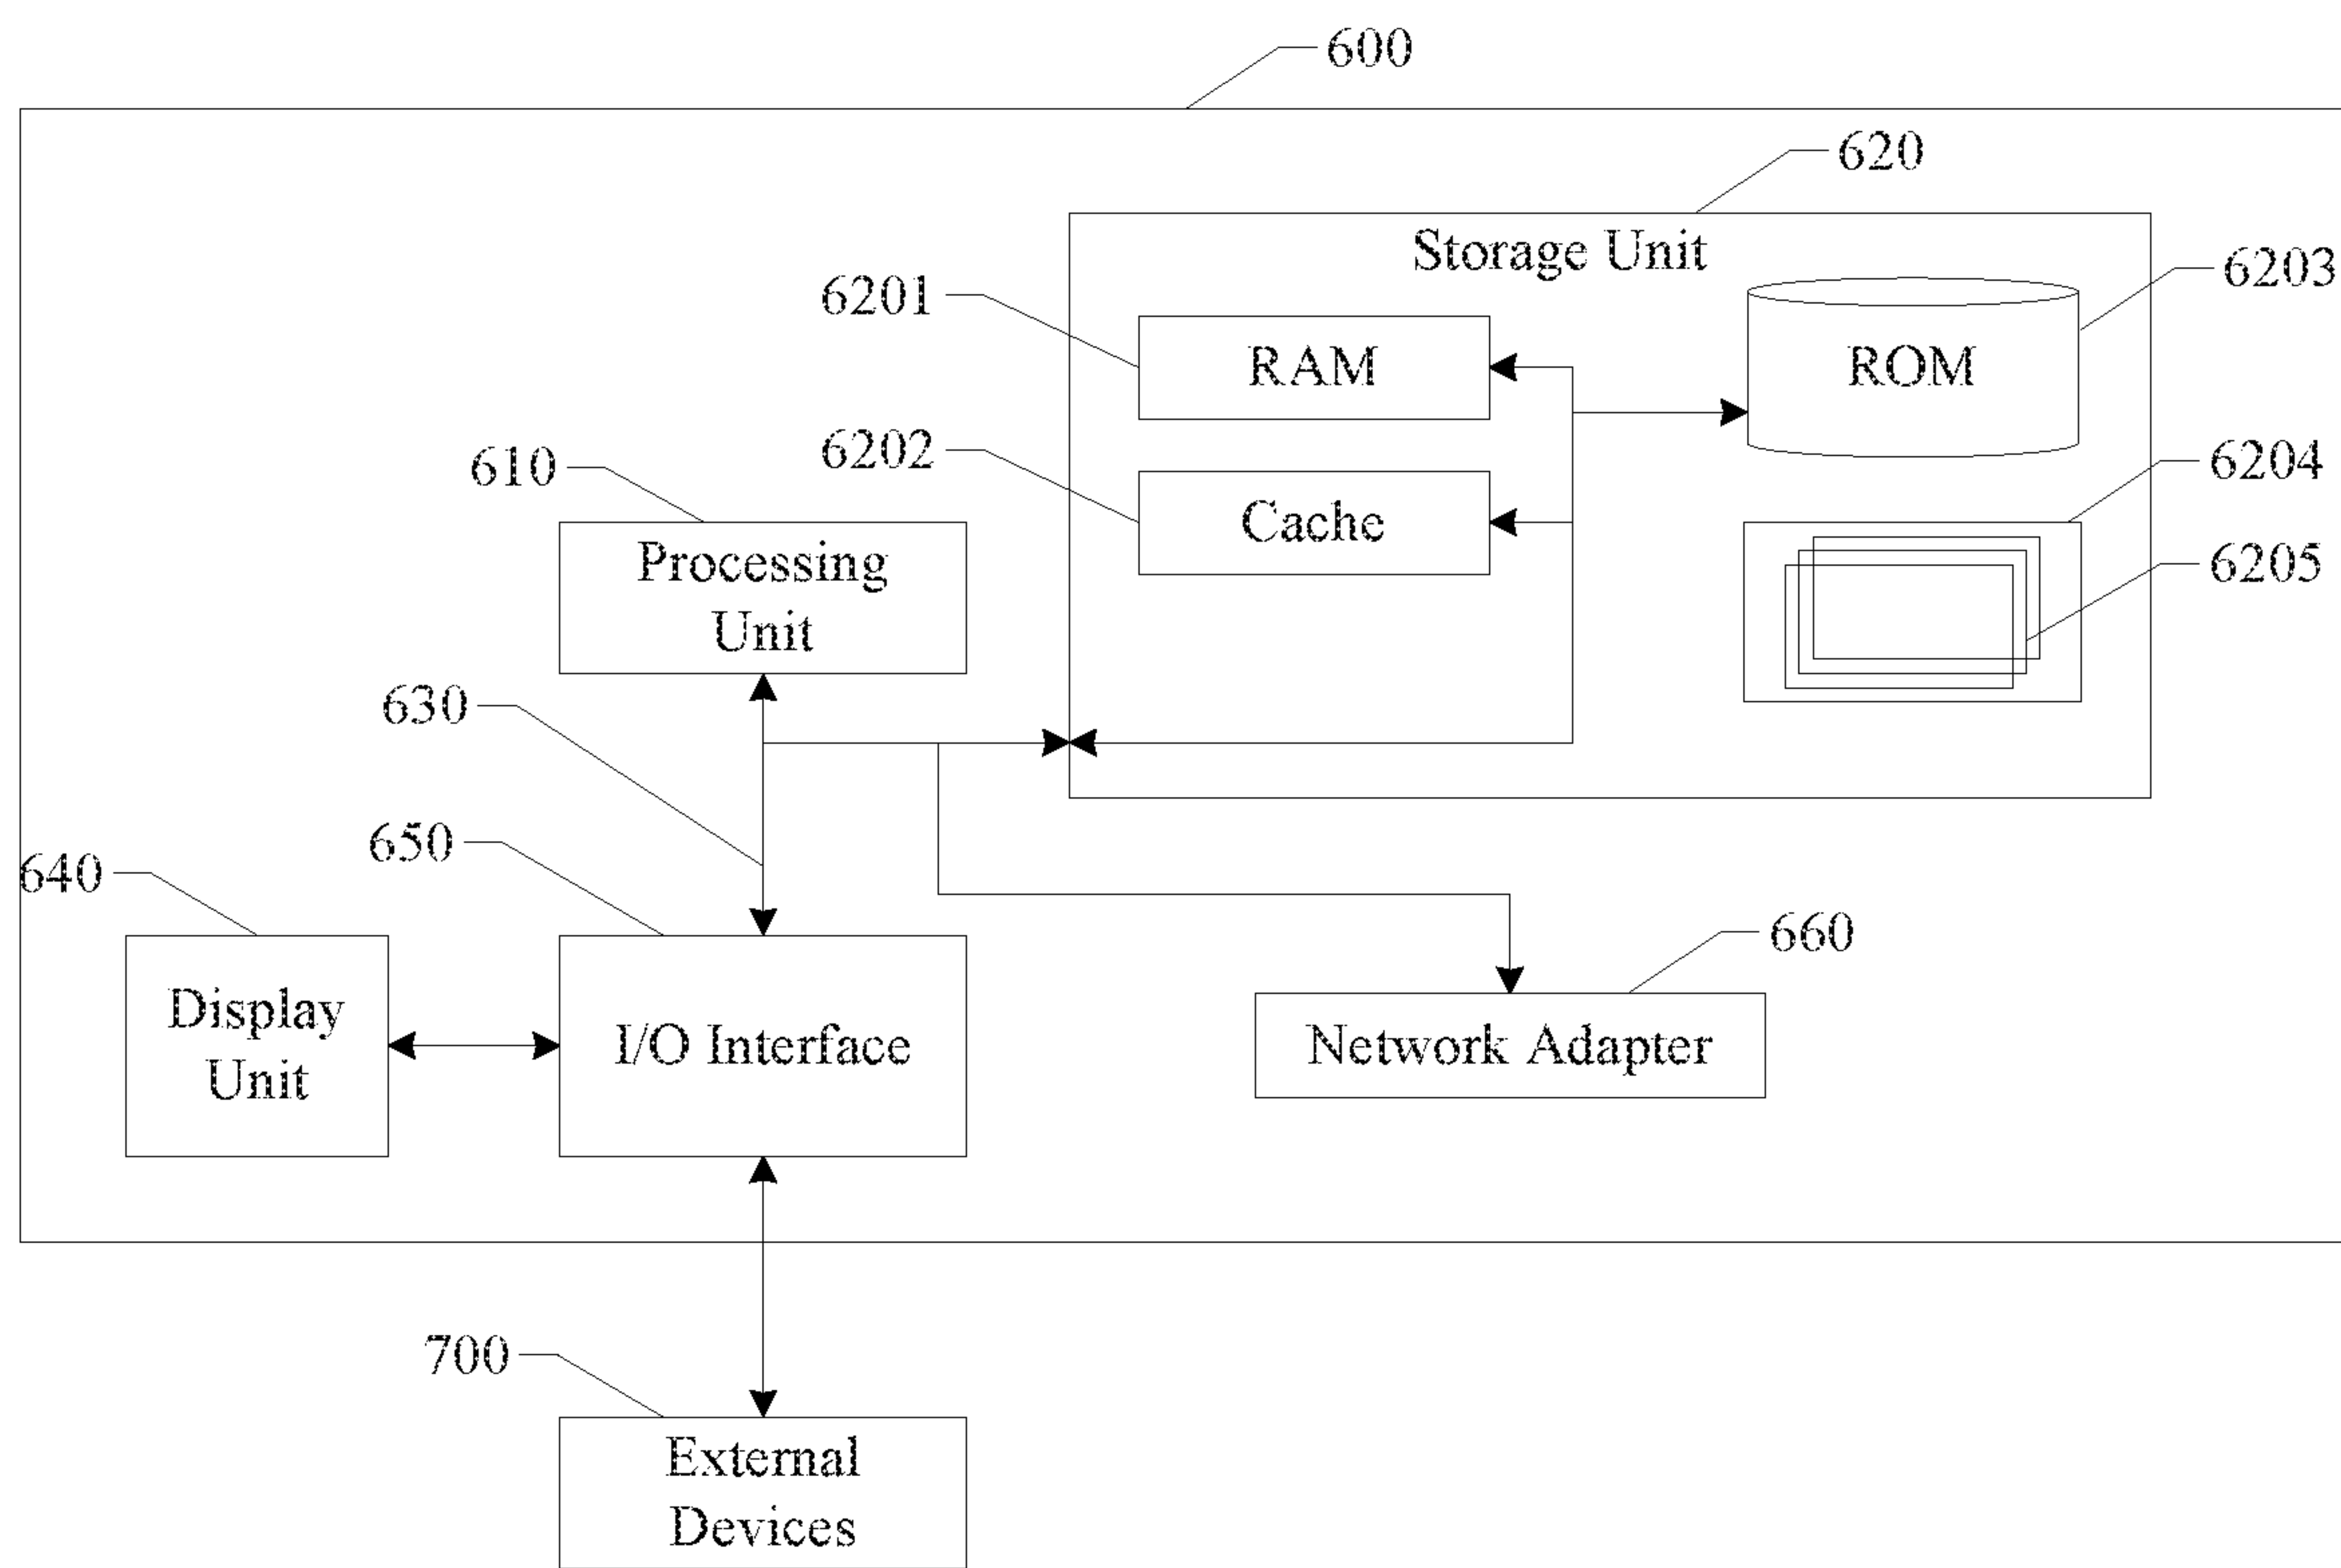 600
620
Storage Unit
6203
6201
RAM
ROM
6202
6204
610
Cache
6205
Processing
Unit
630
650
640
660
Display
Unit
I/O Interface
Network Adapter
700
External
Devices